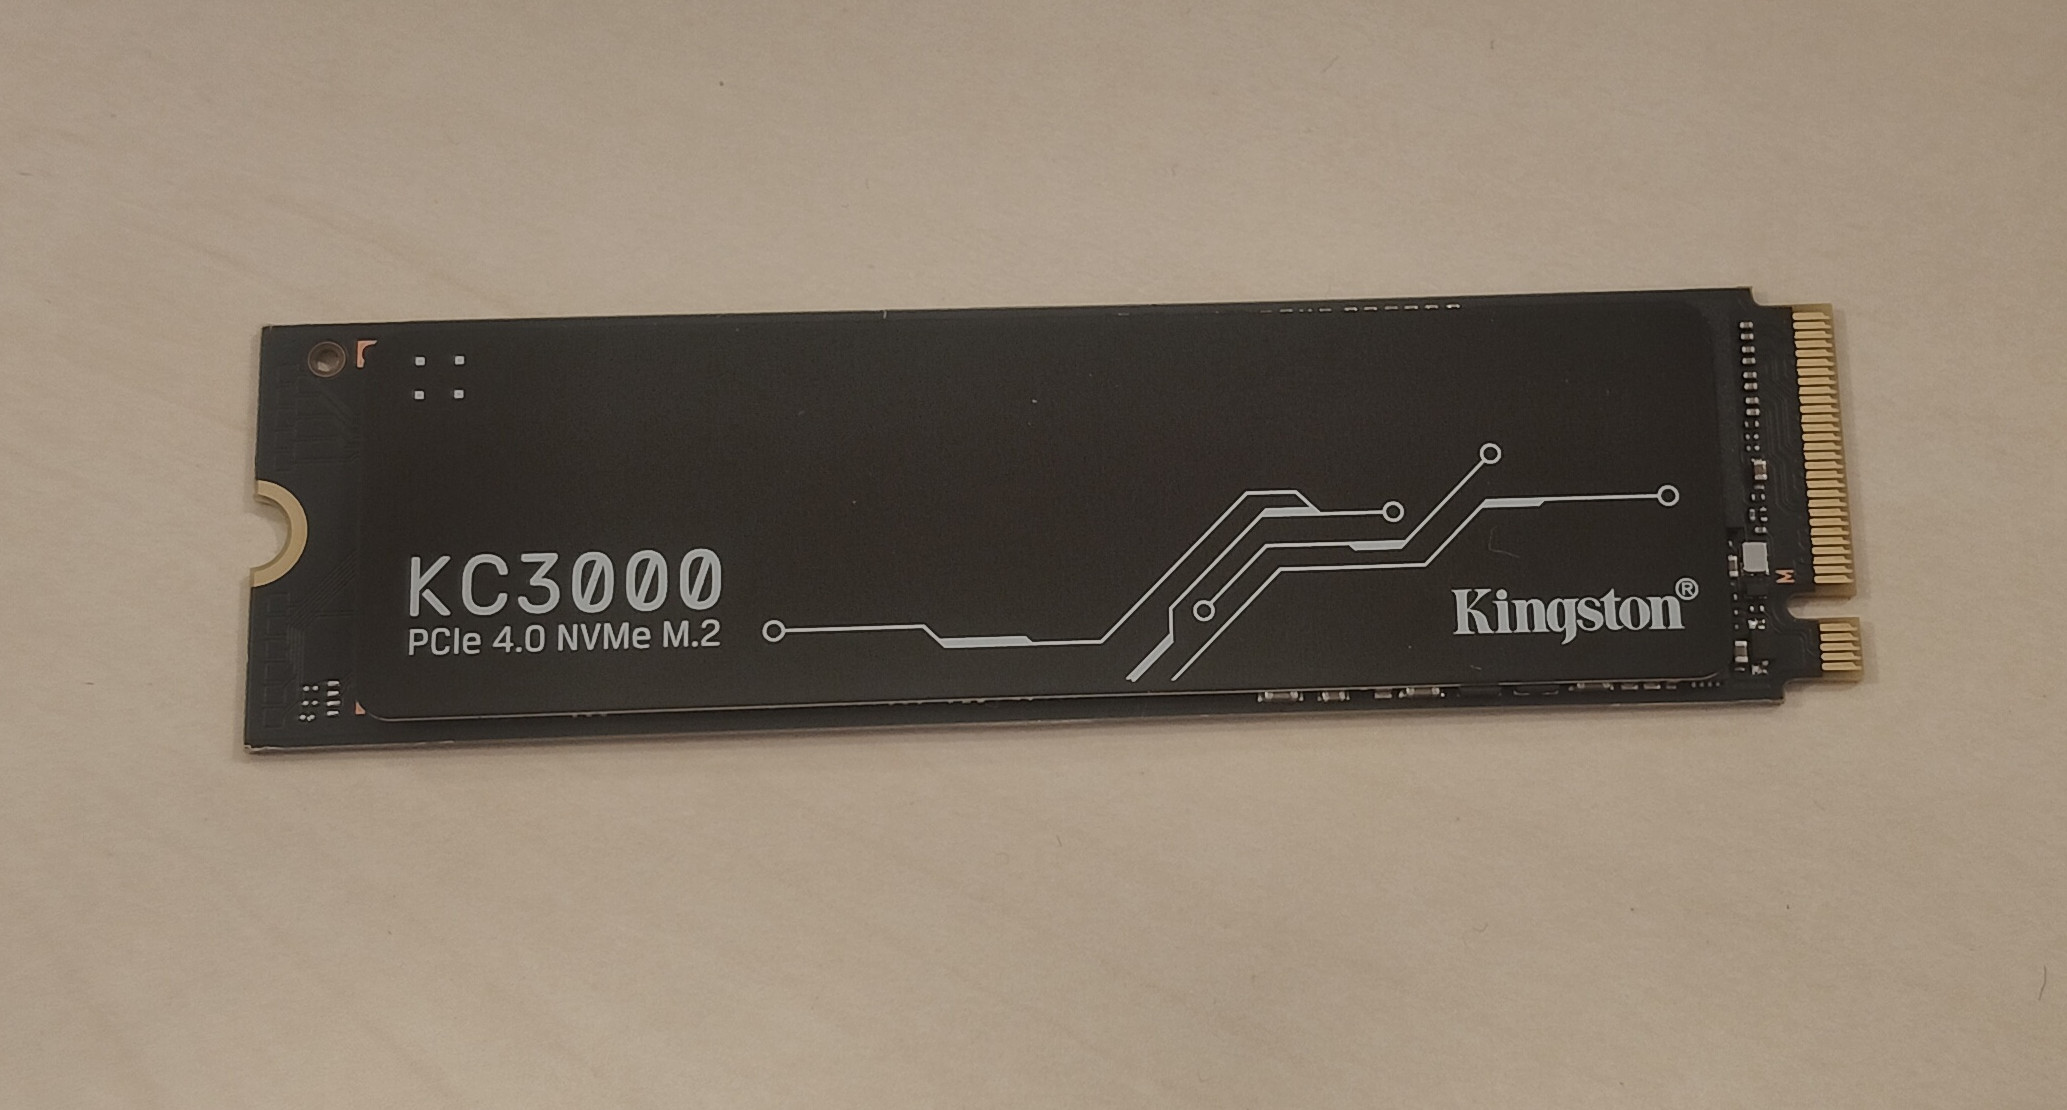 KC3000
PCIe 4.0 NVMe M.2
Kingston®
M